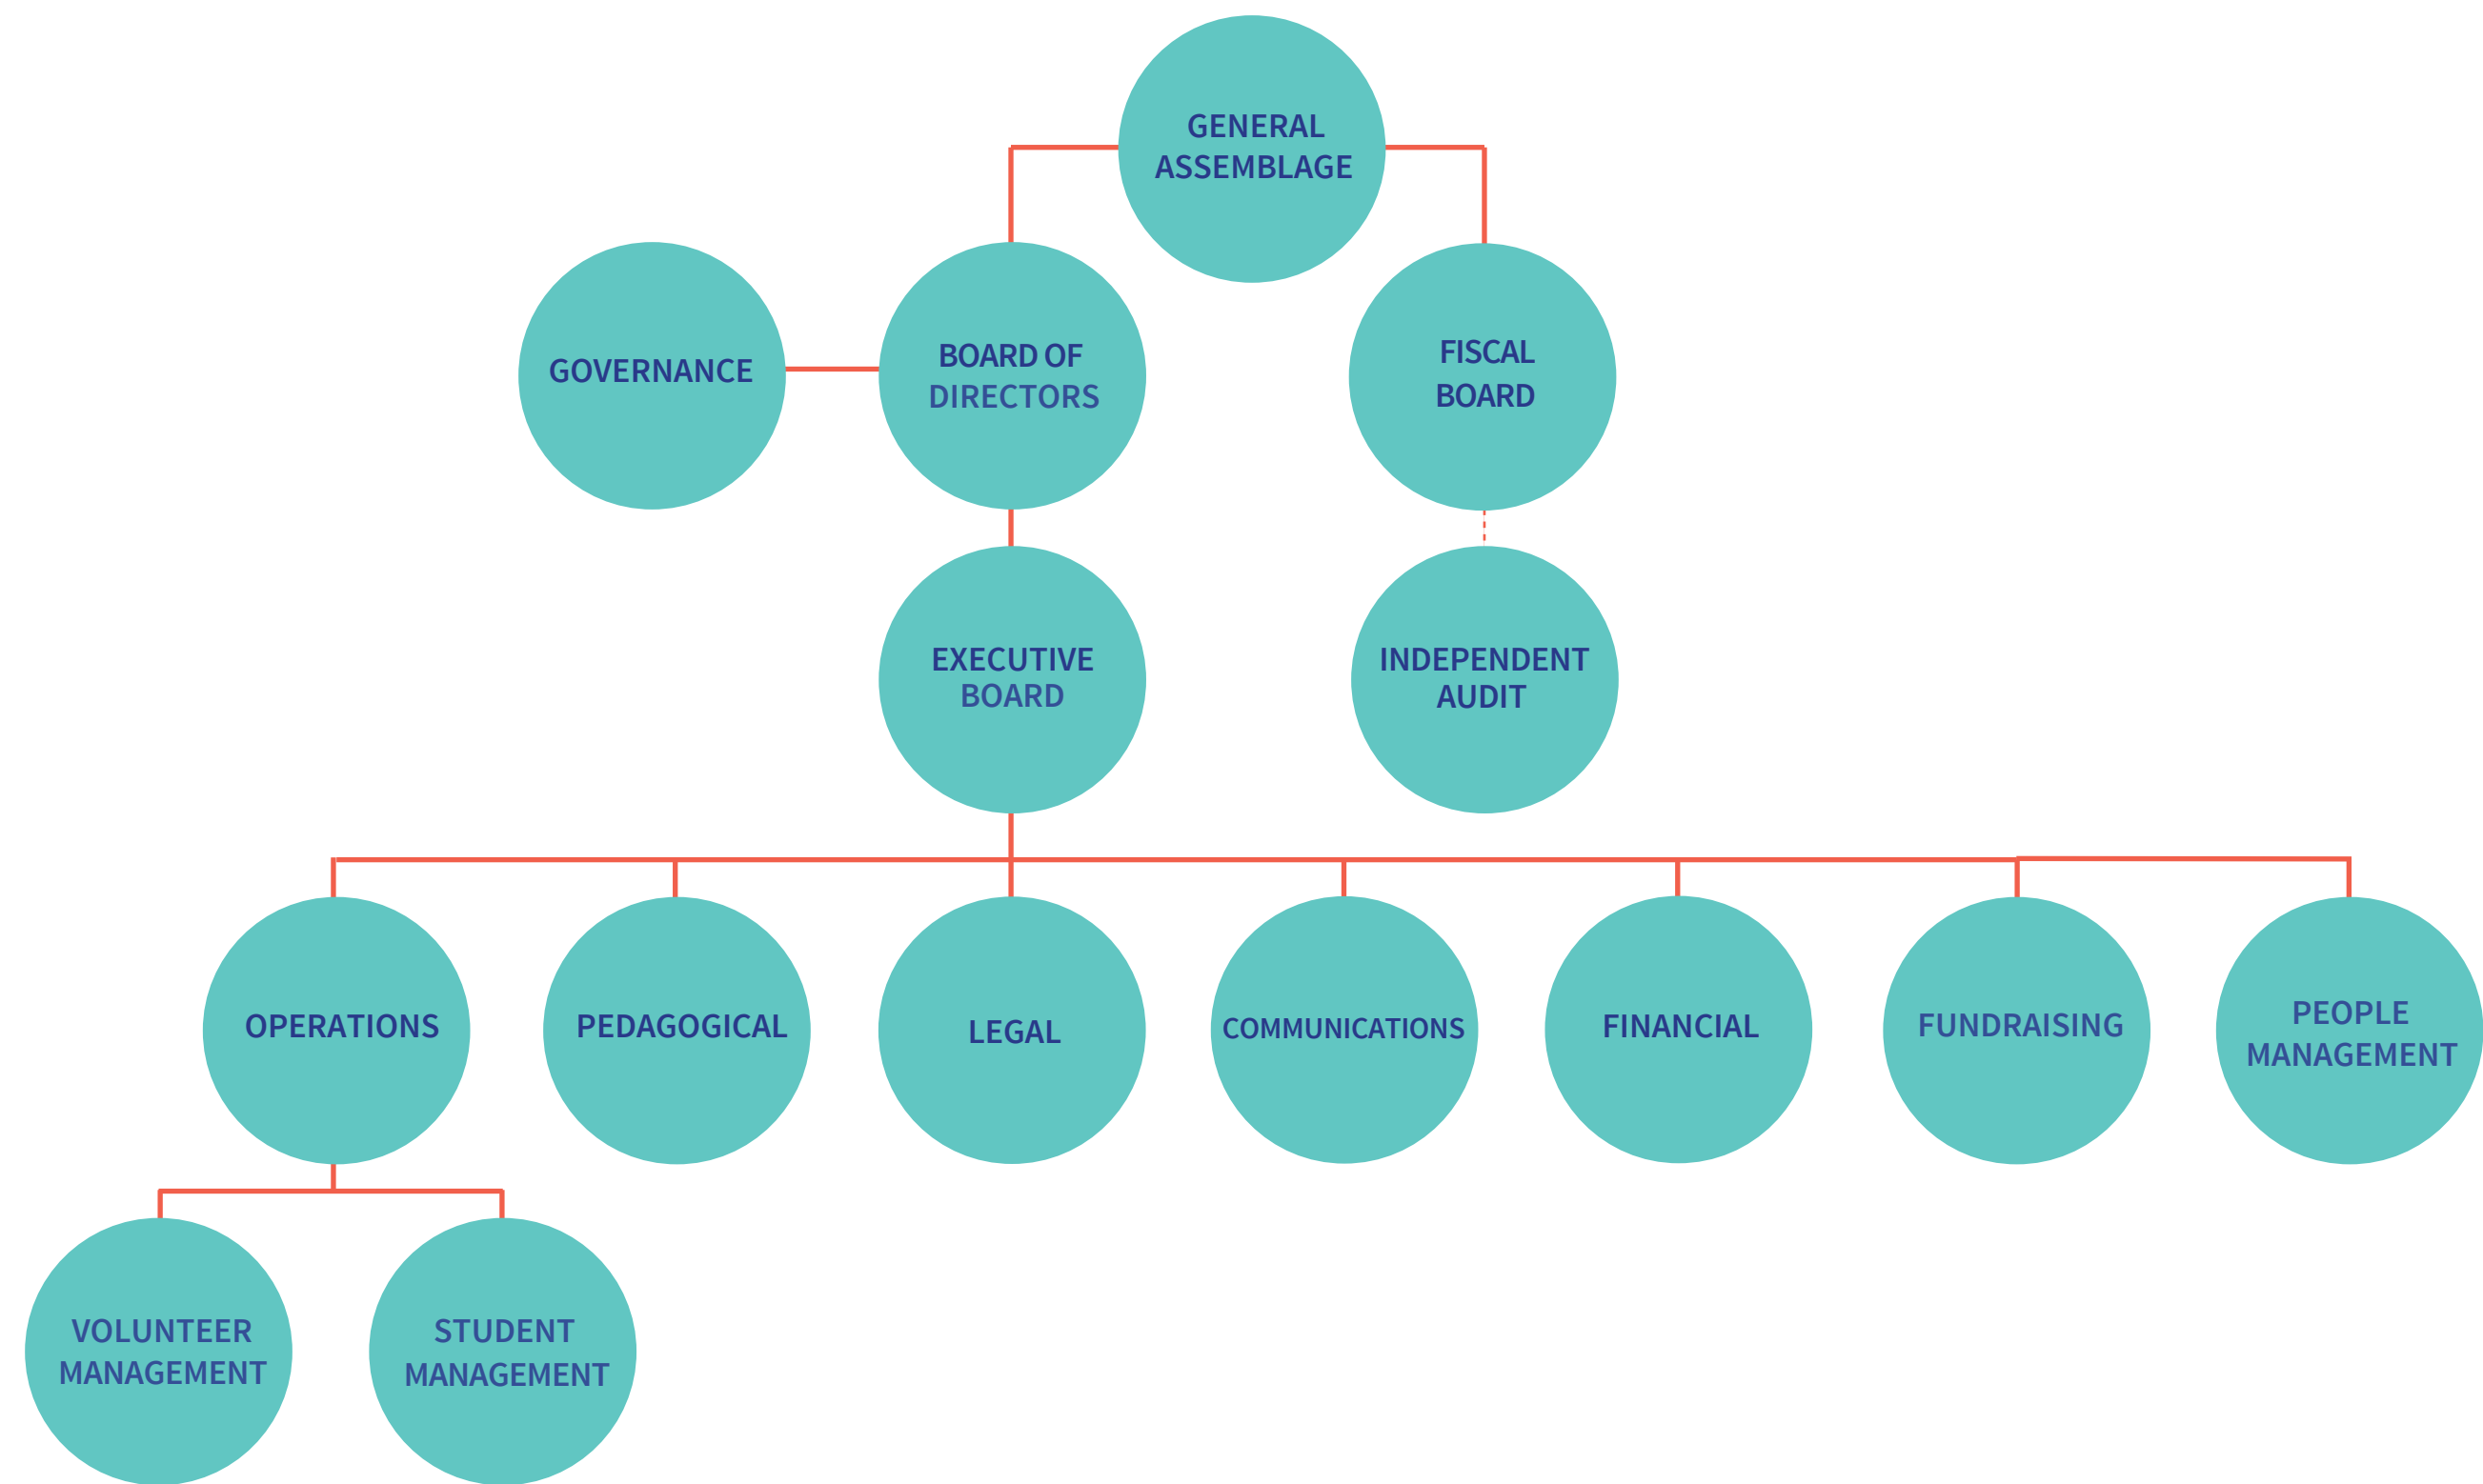 GENERAL
ASSEMBLAGE
GOVERNANCE
BOARD OF
DIRECTORS
FISCAL
BOARD
EXECUTIVE
BOARD
INDEPENDENT
AUDIT
OPERATIONS
PEDAGOGICAL
LEGAL
COMMUNICATIONS
FINANCIAL
FUNDRAISING
PEOPLE
MANAGEMENT
VOLUNTEER
MANAGEMENT
STUDENT
MANAGEMENT